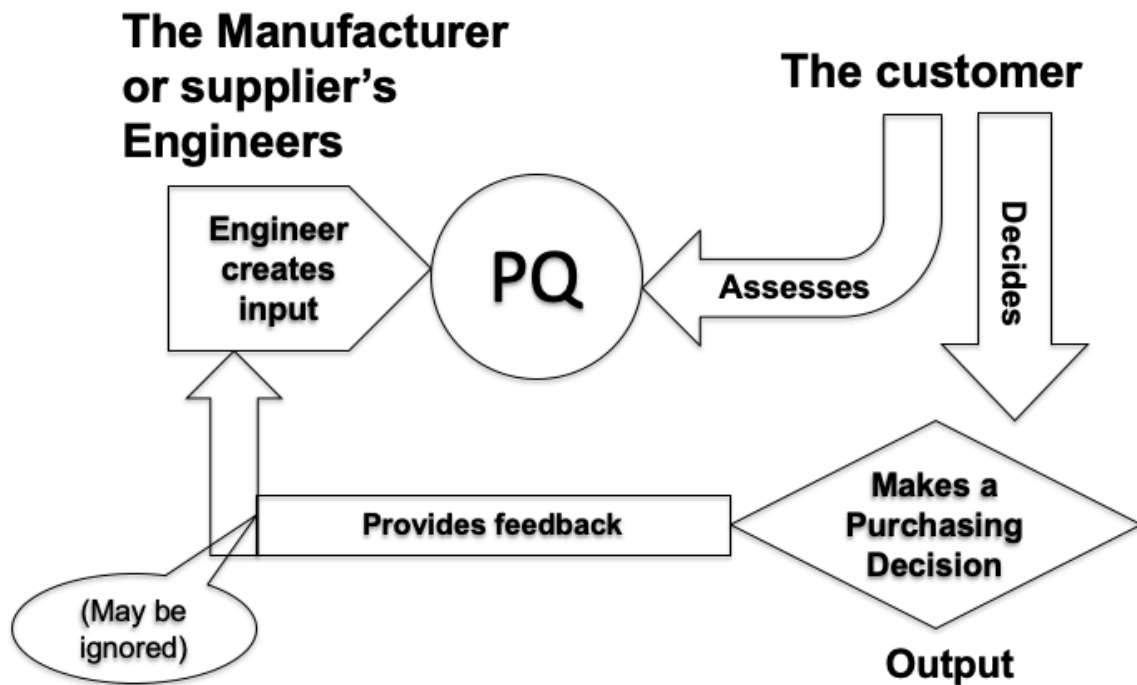 The Manufacturer
or supplier’s
Engineers
The customer
Engineer
creates
input
PQ
Assesses
Decides
Makes a
Purchasing
Decision
Provides feedback
(May be
ignored)
Output